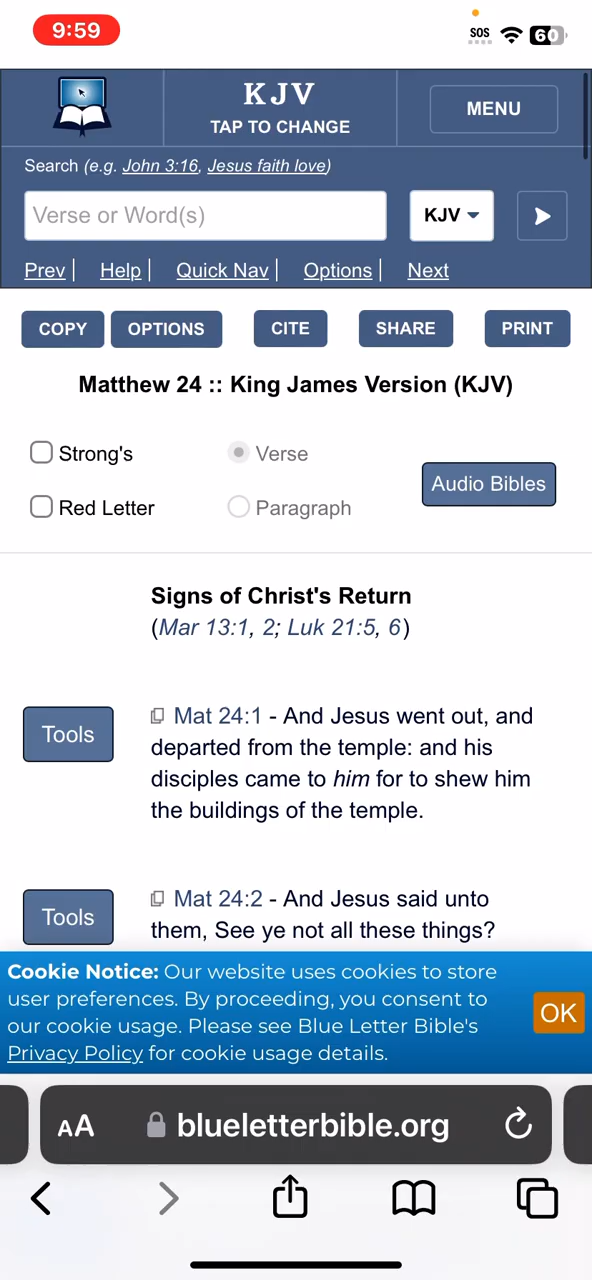 9:59
SOS
60
KJV
TAP TO CHANGE
MENU
Search (e.g. John 3:16, Jesus faith love)
Verse or Word(s)
KJV
Prev | Help | Quick Nav | Options | Next
COPY
OPTIONS
CITE
SHARE
PRINT
Matthew 24 :: King James Version (KJV)
Strong's
Verse
Audio Bibles
Red Letter
Paragraph
Signs of Christ's Return
(Mar 13:1, 2; Luk 21:5, 6)
Tools
Mat 24:1 - And Jesus went out, and
departed from the temple: and his
disciples came to him for to shew him
the buildings of the temple.
Tools
Mat 24:2 - And Jesus said unto
them, See ye not all these things?
Cookie Notice: Our website uses cookies to store
user preferences. By proceeding, you consent to
our cookie usage. Please see Blue Letter Bible's
Privacy Policy for cookie usage details.
OK
AA
blueletterbible.org